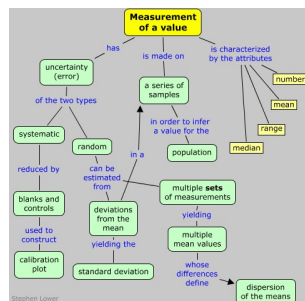 Measurement
of a value
has
is made on
is characterized
by the attributes
uncertainty
(error)
a series of
samples
number
mean
range
median
of the two types
in order to infer
a value for the
systematic
random
population
in a
reduced by
can be
estimated
from
multiple sets
of measurements
blanks and
controls
deviations
from the
mean
yielding
used to
construct
yielding the
multiple
mean values
calibration
plot
standard deviation
whose
differences
define
dispersion
of the means
Stephen Lower